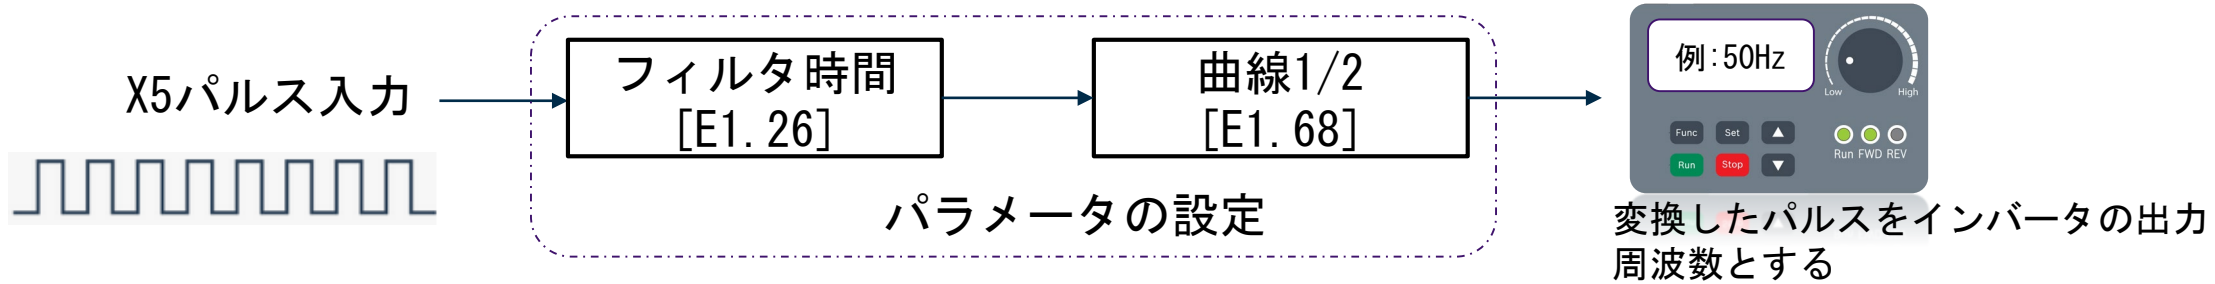 X5パルス入力
フィルタ時間
[E1.26]
曲線1/2
[E1.68]
パラメータの設定
例:50Hz
Low
High
Func
Set
Run
Stop
Run FWD REV
変換したパルスをインバータの出力
周波数とする